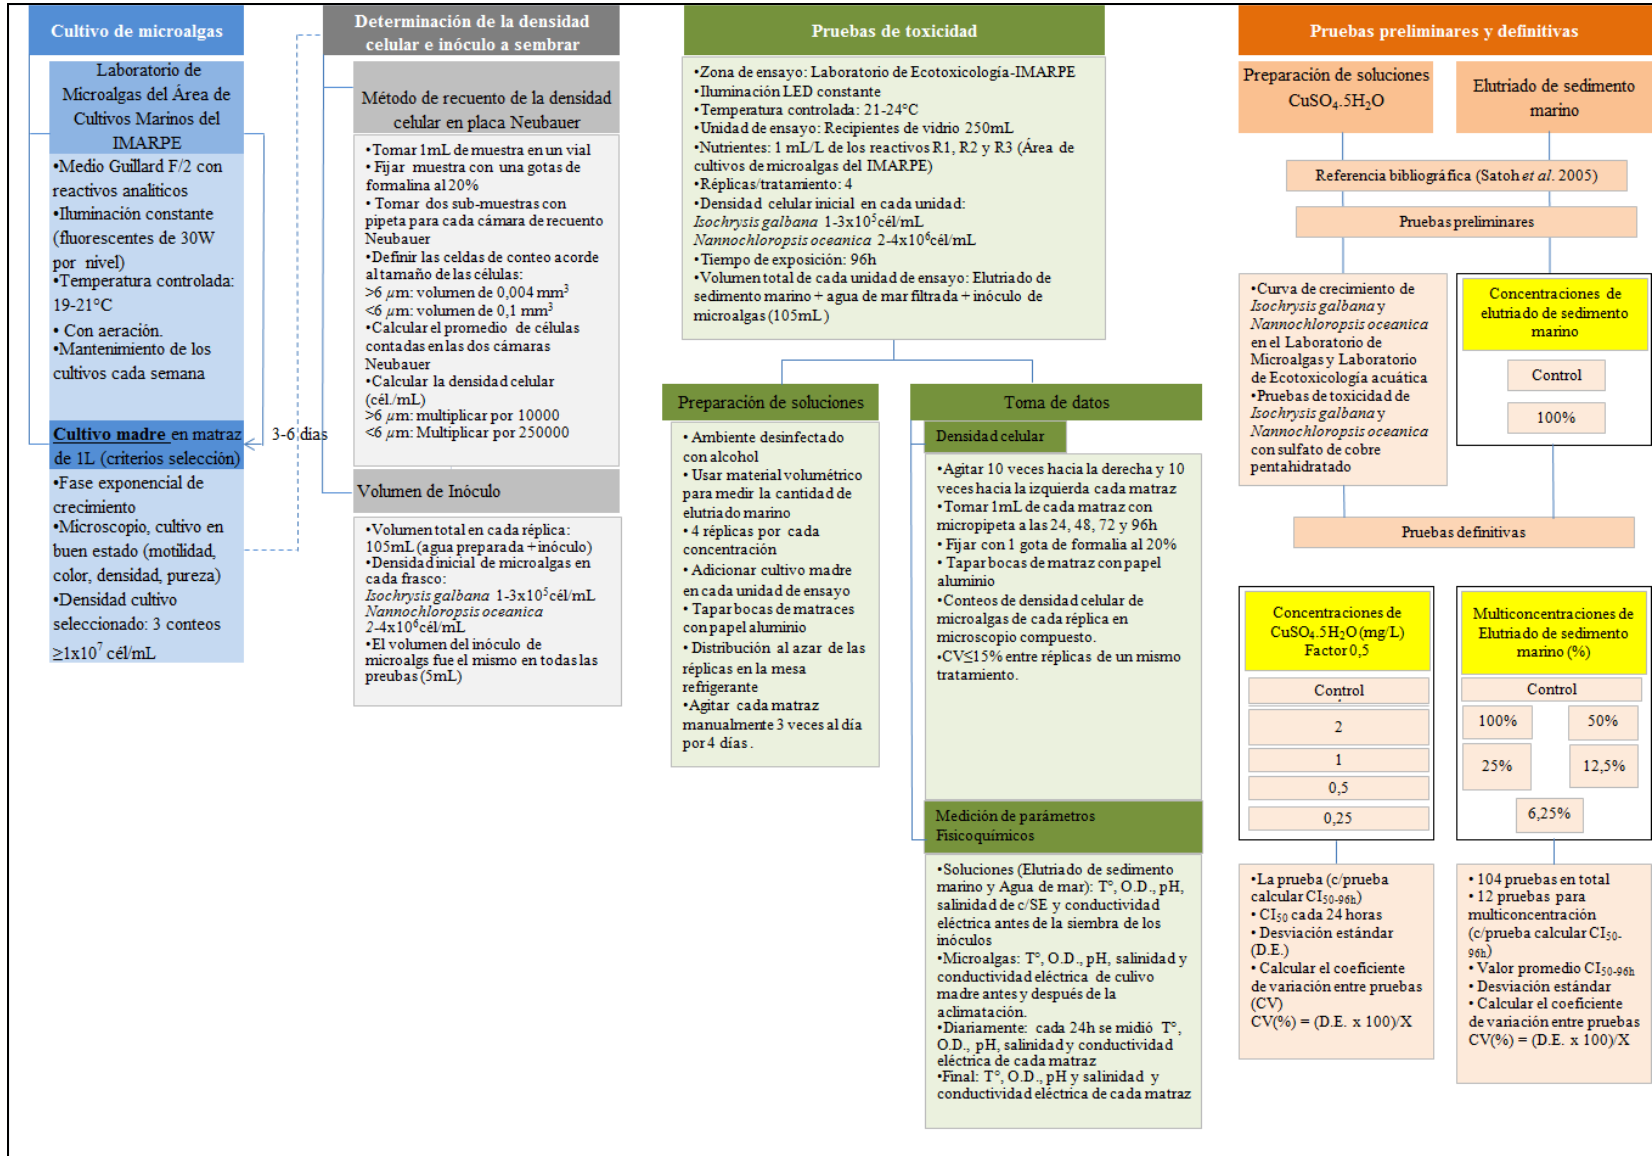 Cultivo de microalgas
Laboratorio de
Microalgas del Área de
Cultivos Marinos del
IMARPE
•Medio Guillard F/2 con
reactivos analíticos
•Iluminación constante
(fluorescentes de 30W
por nivel)
•Temperatura controlada:
19-21°C
• Con aeración.
•Mantenimiento de los
cultivos cada semana
Cultivo madre en matraz
de 1L (criterios selección)
3-6 días
•Fase exponencial de
crecimiento
•Microscopio, cultivo en
buen estado (motilidad,
color, densidad, pureza)
•Densidad cultivo
seleccionado: 3 conteos
≥1x10⁷ cél/mL
Determinación de la densidad
celular e inóculo a sembrar
Método de recuento de la densidad
celular en placa Neubauer
•Tomar 1mL de muestra en un vial
• Fijar muestra con una gotas de
formalina al 20%
• Tomar dos sub-muestras con
pipeta para cada cámara de recuento
Neubauer
•Definir las celdas de conteo acorde
al tamaño de las células:
>6 µm: volumen de 0,004 mm³
<6 µm: volumen de 0,1 mm³
•Calcular el promedio de células
contadas en las dos cámaras
Neubauer
•Calcular la densidad celular
(cél./mL)
>6 µm: multiplicar por 10000
<6 µm: Multiplicar por 250000
Volumen de Inóculo
•Volumen total en cada réplica:
105mL (agua preparada + inóculo)
•Densidad inicial de microalgas en
cada frasco:
Isochrysis galbana 1-3x10⁵cél/mL
Nannochloropsis oceanica
2-4x10⁶cél/mL
•El volumen del inóculo de
microalgs fue el mismo en todas las
preubas (5mL)
Pruebas de toxicidad
•Zona de ensayo: Laboratorio de Ecotoxicología-IMARPE
•Iluminación LED constante
•Temperatura controlada: 21-24°C
•Unidad de ensayo: Recipientes de vidrio 250mL
•Nutrientes: 1 mL/L de los reactivos R1, R2 y R3 (Área de
cultivos de microalgas del IMARPE)
•Réplicas/tratamiento: 4
•Densidad celular inicial en cada unidad:
Isochrysis galbana 1-3x10⁵cél/mL
Nannochloropsis oceanica 2-4x10⁶cél/mL
•Tiempo de exposición: 96h
•Volumen total de cada unidad de ensayo: Elutriado de
sedimento marino + agua de mar filtrada + inóculo de
microalgas (105mL)
Preparación de soluciones
• Ambiente desinfectado
con alcohol
• Usar material volumétrico
para medir la cantidad de
elutriado marino
• 4 réplicas por cada
concentración
• Adicionar cultivo madre
en cada unidad de ensayo
• Tapar bocas de matraces
con papel aluminio
• Distribución al azar de las
réplicas en la mesa
refrigerante
•Agitar cada matraz
manualmente 3 veces al día
por 4 días.
Toma de datos
Densidad celular
•Agitar 10 veces hacia la derecha y 10
veces hacia la izquierda cada matraz
•Tomar 1mL de cada matraz con
micropipeta a las 24, 48, 72 y 96h
• Fijar con 1 gota de formalia al 20%
• Tapar bocas de matraz con papel
aluminio
•Conteos de densidad celular de
microalgas de cada réplica en
microscopio compuesto.
•CV≤15% entre réplicas de un mismo
tratamiento.
Medición de parámetros
Fisicoquímicos
•Soluciones (Elutriado de sedimento
marino y Agua de mar): T°, O.D., pH,
salinidad de c/SE y conductividad
eléctrica antes de la siembra de los
inóculos
•Microalgas: T°, O.D., pH, salinidad y
conductividad eléctrica de cultivo
madre antes y después de la
aclimatación.
•Diariamente: cada 24h se midió T°,
O.D., pH, salinidad y conductividad
eléctrica de cada matraz
•Final: T°, O.D., pH y salinidad y
conductividad eléctrica de cada matraz
Pruebas preliminares y definitivas
Preparación de soluciones
CuSO₄.5H₂O
Elutriado de sedimento
marino
Referencia bibliográfica (Satoh et al. 2005)
Pruebas preliminares
•Curva de crecimiento de
Isochrysis galbana y
Nannochloropsis oceanica
en el Laboratorio de
Microalgas y Laboratorio
de Ecotoxicología acuática
•Pruebas de toxicidad de
Isochrysis galbana y
Nannochloropsis oceanica
con sulfato de cobre
pentahidratado
Concentraciones de
elutriado de sedimento
marino
Control
100%
Pruebas definitivas
Concentraciones de
CuSO₄.5H₂O (mg/L)
Factor 0,5
Control
2
1
0,5
0,25
Multiconcentraciones de
Elutriado de sedimento
marino (%)
Control
100% 50%
25% 12,5%
6,25%
•La prueba (c/prueba
calcular CI₅₀₋₉₆ₕ)
• CI₅₀ cada 24 horas
• Desviación estándar
(D.E.)
• Calcular el coeficiente
de variación entre pruebas
(CV)
CV(%) = (D.E. x 100)/X
• 104 pruebas en total
• 12 pruebas para
multiconcentración
(c/prueba calcular CI₅₀₋
₉₆ₕ)
• Valor promedio CI₅₀₋₉₆ₕ
• Desviación estándar
• Calcular el coeficiente
de variación entre pruebas
CV(%) = (D.E. x 100)/X